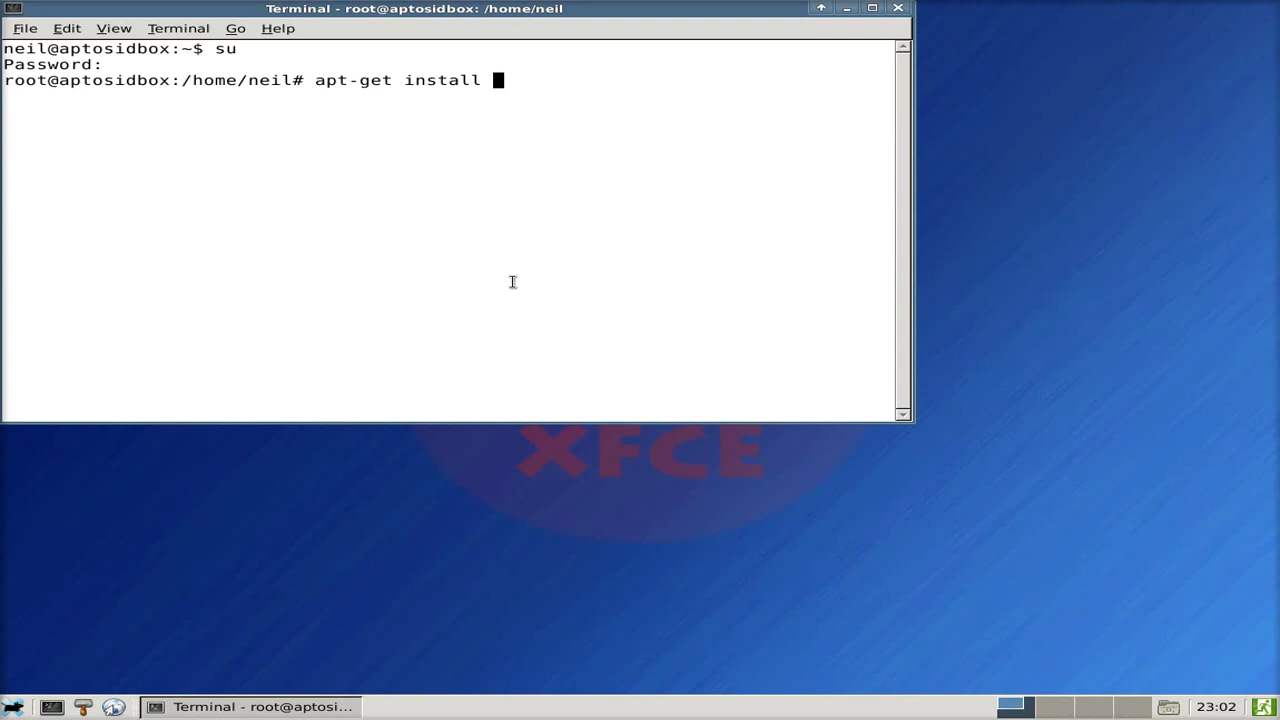 Terminal - root@aptosidbox: /home/neil
File Edit View Terminal Go Help
neil@aptosidbox:~$ su
Password:
root@aptosidbox:/home/neil# apt-get install
XFCE
Terminal - root@aptosi...
23:02